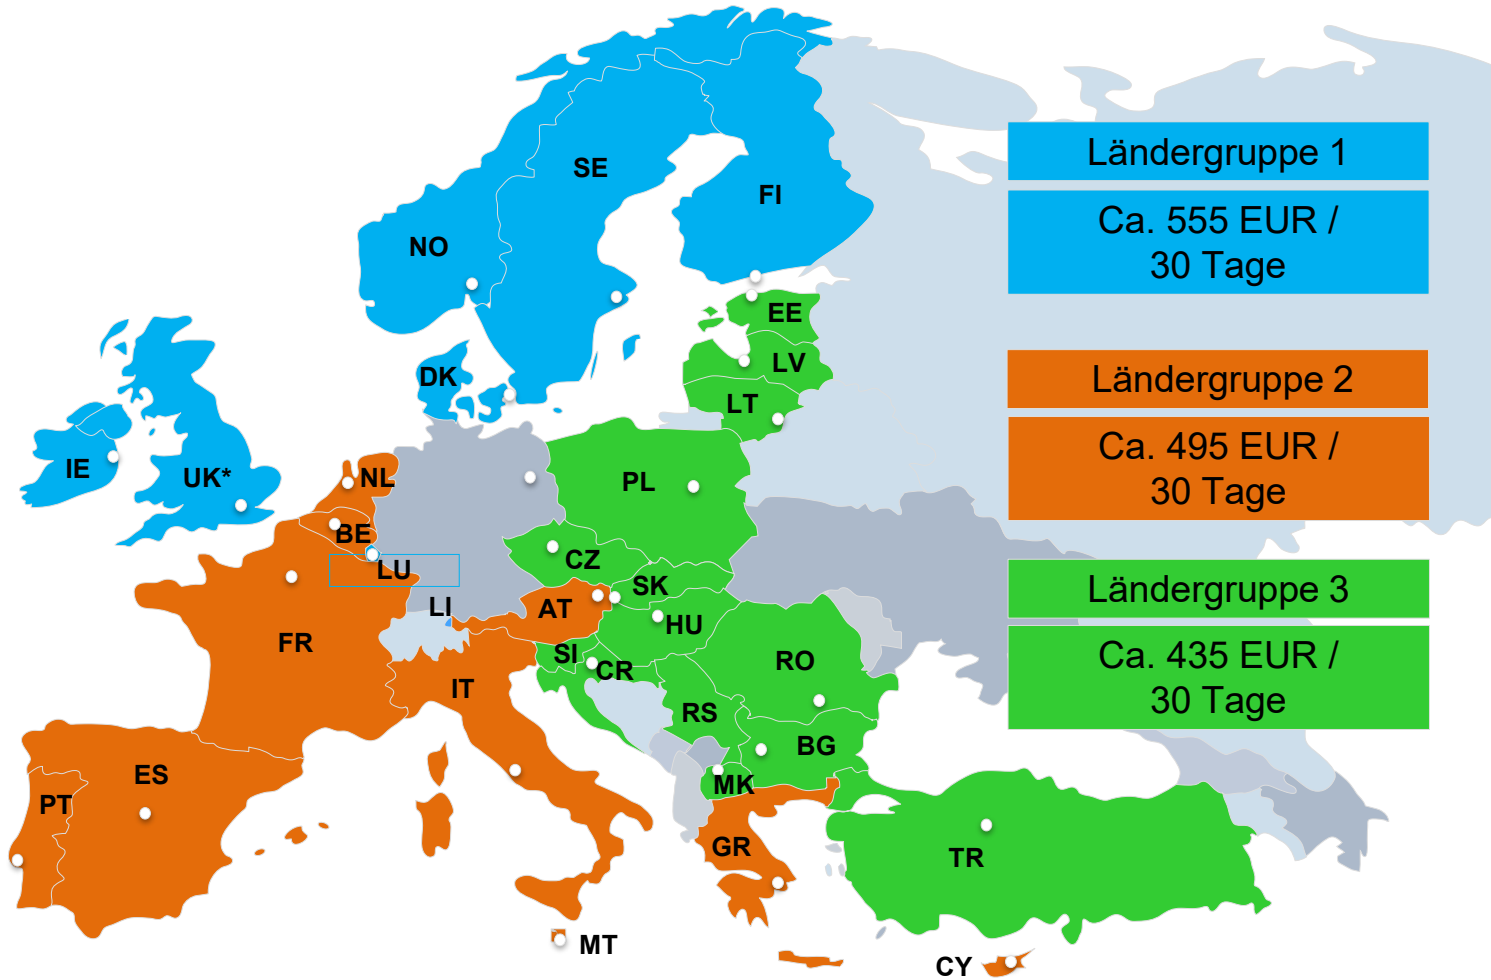 SE
FI
NO
EE
LV
DK
LT
IE
UK*
NL
PL
BE
CZ
LU
SK
LI
AT
HU
FR
SI
CR
RO
IT
RS
BG
ES
MK
PT
GR
TR
MT
CY
Ländergruppe 1
Ca. 555 EUR /
30 Tage
Ländergruppe 2
Ca. 495 EUR /
30 Tage
Ländergruppe 3
Ca. 435 EUR /
30 Tage